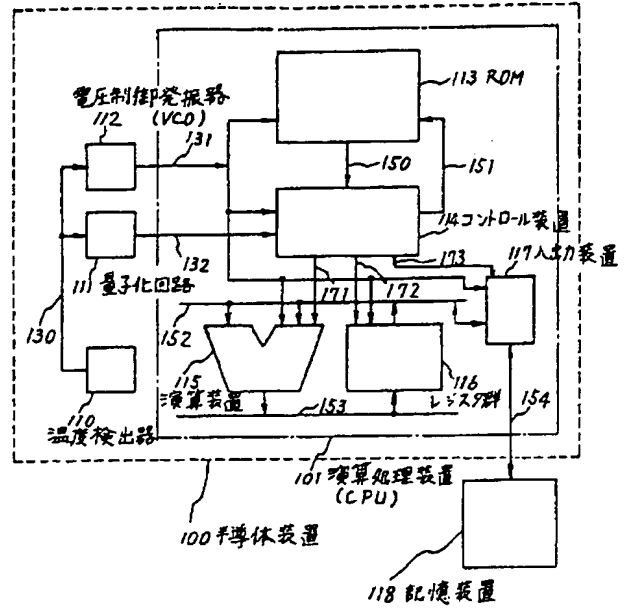 電圧制御発振器
(VCO)
112
131
113 ROM
150
151
114 コントロール装置
132
111 量子化回路
173
117 入出力装置
171
172
130
152
115
演算装置
116
レジスタ群
110
温度検出器
153
154
101 演算処理装置
(CPU)
100 半導体装置
118 記憶装置